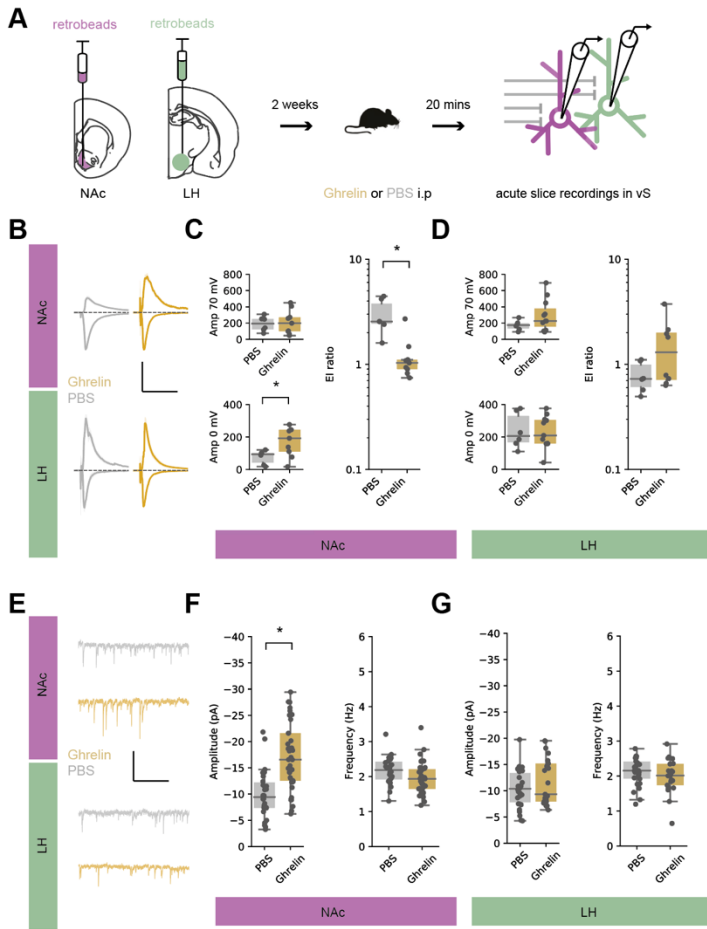 A
retrobeads
retrobeads
2 weeks
20 mins
NAc
LH
Ghrelin or PBS i.p
acute slice recordings in vS
B
NAc
Ghrelin
PBS
LH
C
Amp 70 mV
800
600
400
200
0
PBS
Ghrelin
*
Amp 0 mV
400
200
0
PBS
Ghrelin
*
EI ratio
10
1
0.1
PBS
Ghrelin
NAc
D
Amp 70 mV
800
600
400
200
0
PBS
Ghrelin
Amp 0 mV
400
200
0
PBS
Ghrelin
EI ratio
10
1
0.1
PBS
Ghrelin
LH
E
NAc
Ghrelin
PBS
LH
F
*
Amplitude (pA)
-40
-35
-30
-25
-20
-15
-10
-5
0
PBS
Ghrelin
Frequency (Hz)
6
5
4
3
2
1
0
PBS
Ghrelin
NAc
G
Amplitude (pA)
-40
-35
-30
-25
-20
-15
-10
-5
0
PBS
Ghrelin
Frequency (Hz)
6
5
4
3
2
1
0
PBS
Ghrelin
LH